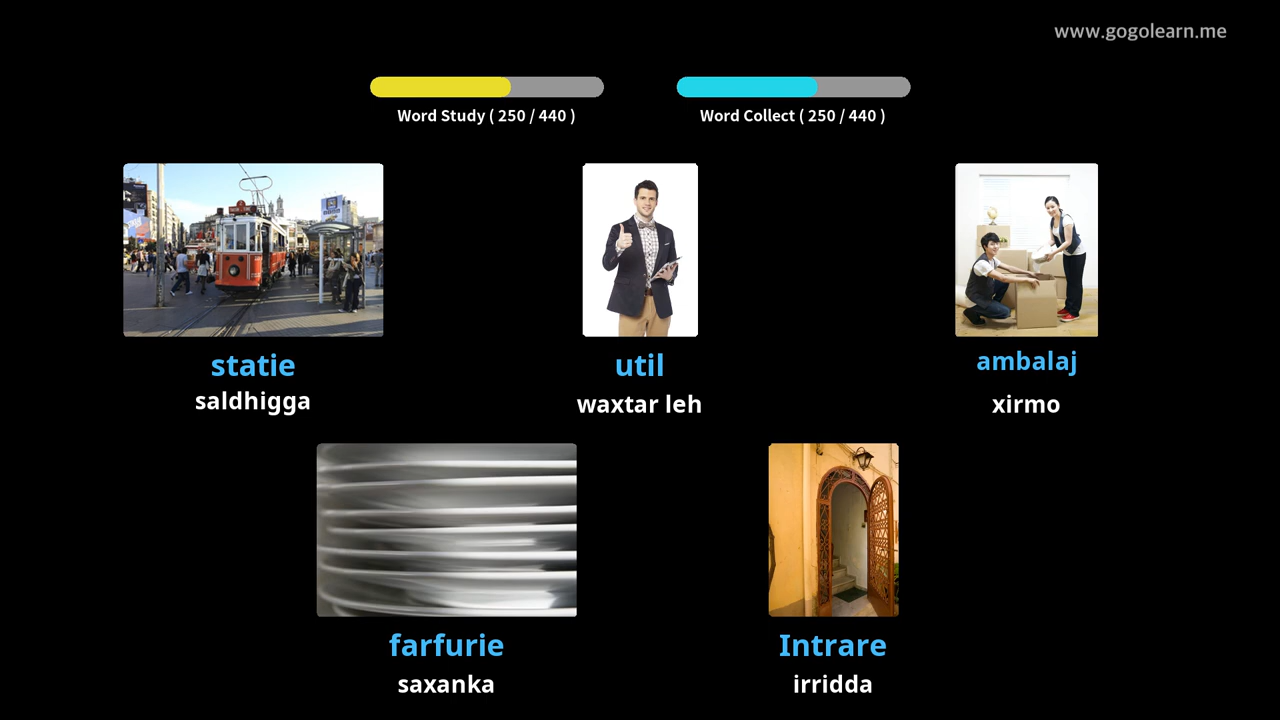 www.gogolearn.me
Word Study ( 250 / 440 )
Word Collect ( 250 / 440 )
statie
util
ambalaj
saldhigga
waxtar leh
xirmo
farfurie
Intrare
saxanka
irridda